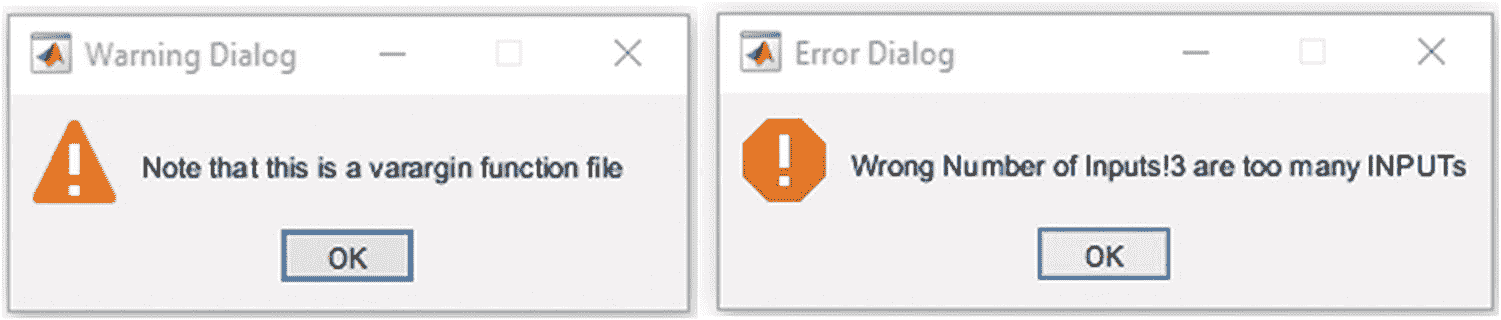 Warning Dialog
Note that this is a varargin function file
OK
Error Dialog
Wrong Number of Inputs!3 are too many INPUTs
OK